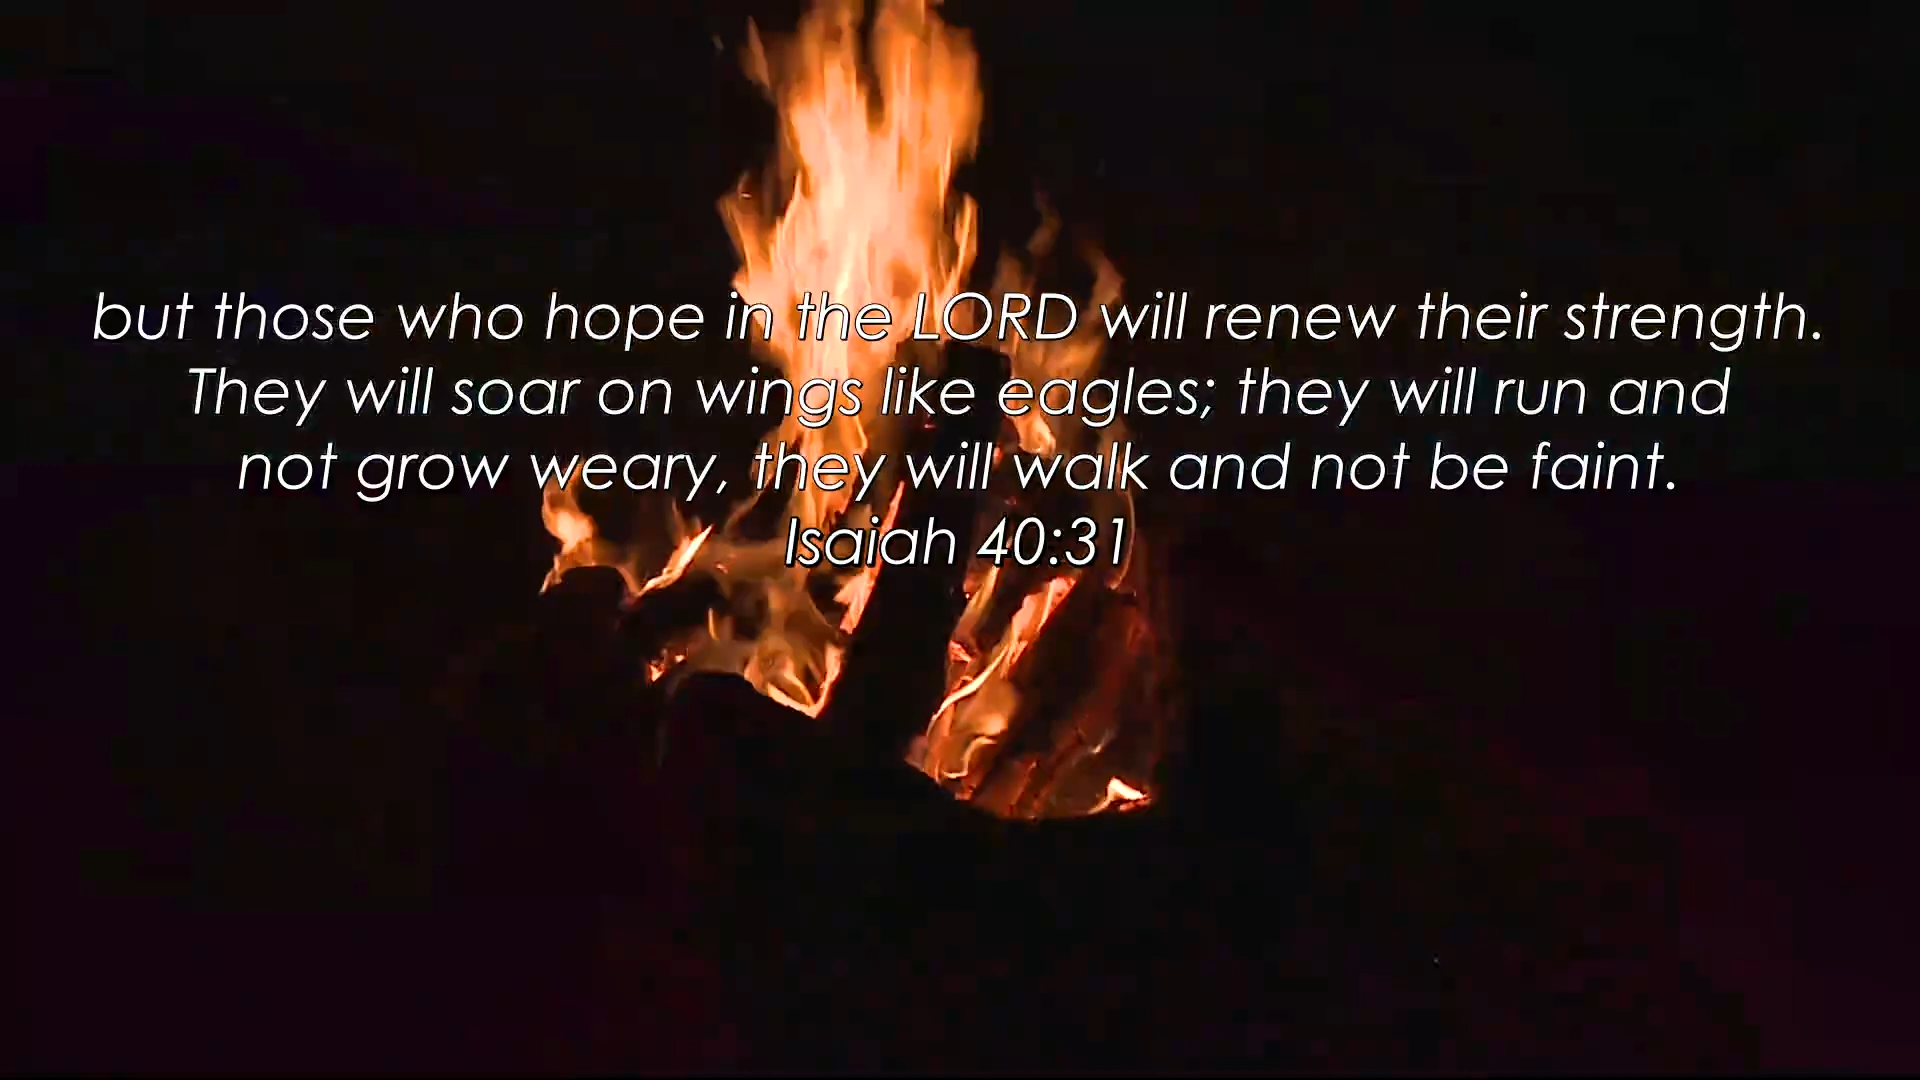 but those who hope in the LORD will renew their strength.
They will soar on wings like eagles; they will run and
not grow weary, they will walk and not be faint.
Isaiah 40:31